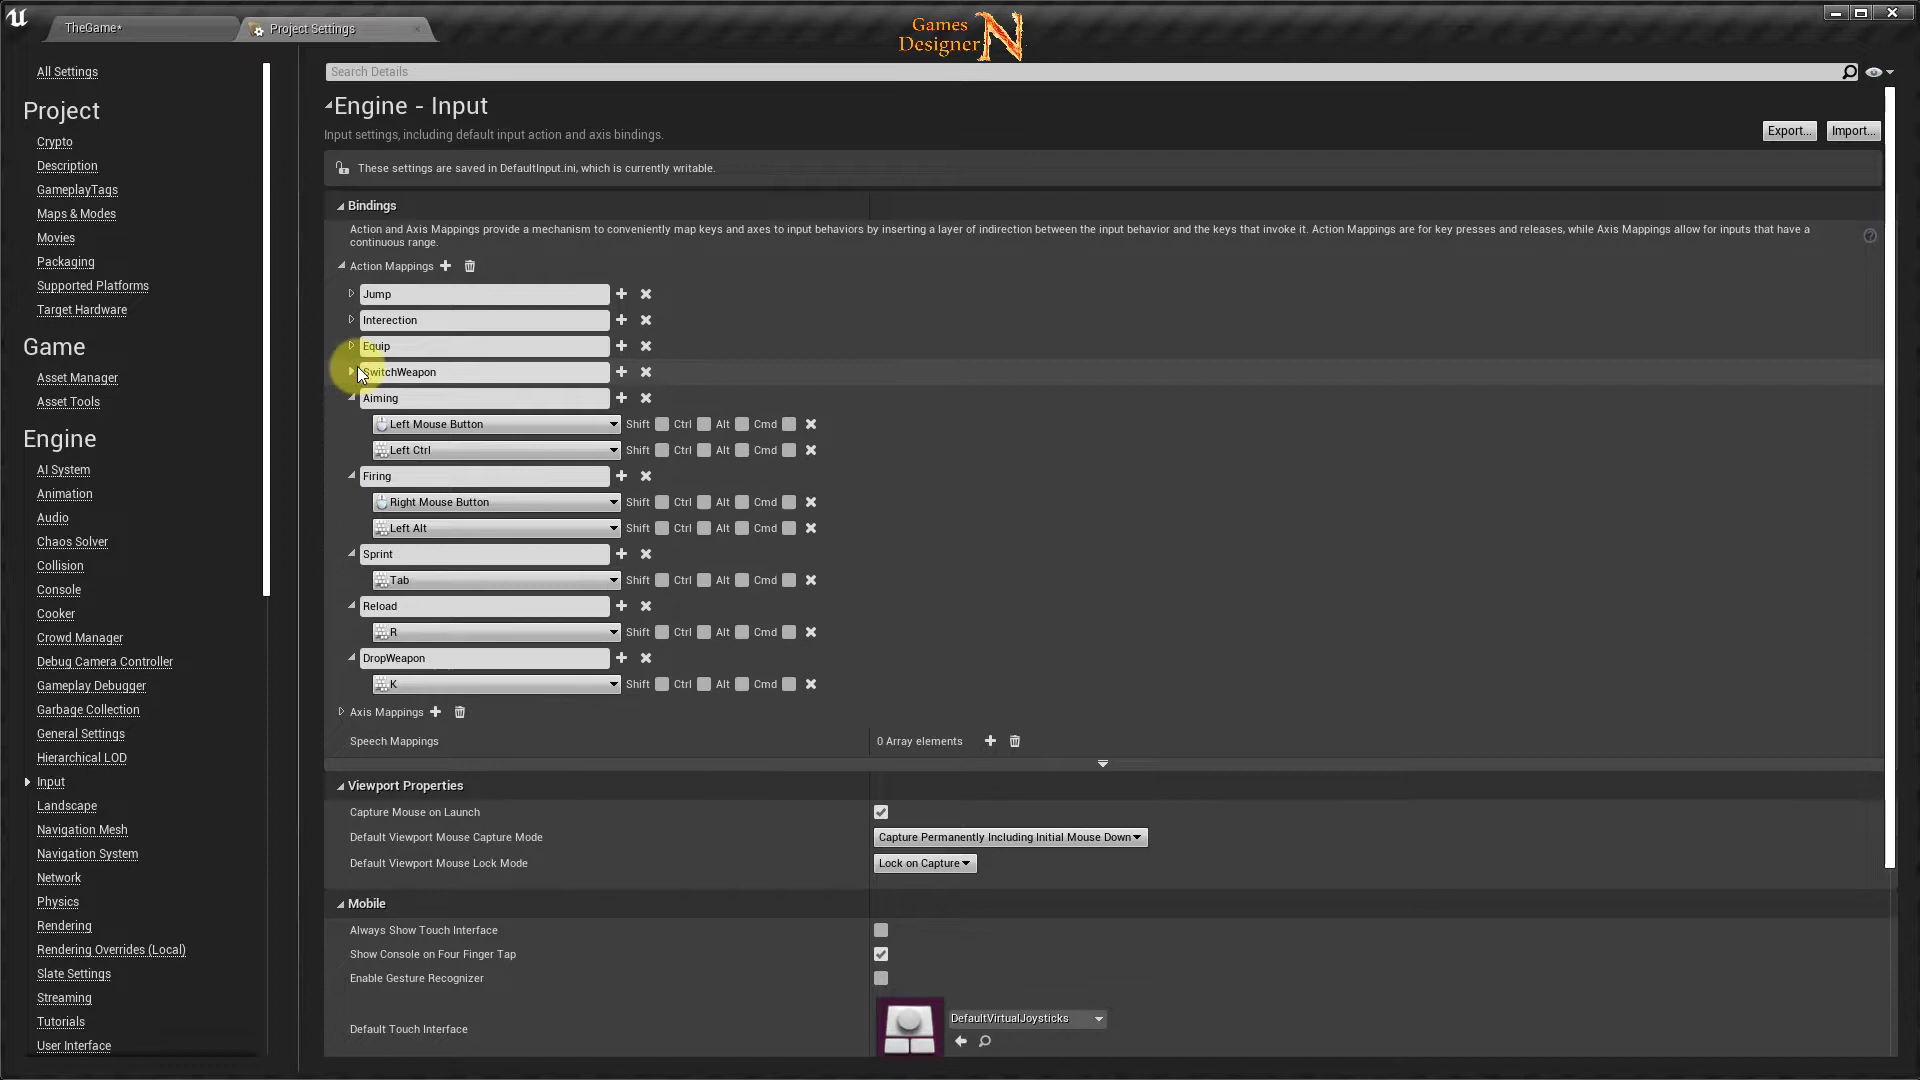 TheGame*
Project Settings
Games
Designer N
All Settings
Project
Crypto
Description
GameplayTags
Maps & Modes
Movies
Packaging
Supported Platforms
Target Hardware
Game
Asset Manager
Asset Tools
Engine
AI System
Animation
Audio
Chaos Solver
Collision
Console
Cooker
Crowd Manager
Debug Camera Controller
Gameplay Debugger
Garbage Collection
General Settings
Hierarchical LOD
Input
Landscape
Navigation Mesh
Navigation System
Network
Physics
Rendering
Rendering Overrides (Local)
Slate Settings
Streaming
Tutorials
User Interface
Search Details
Engine - Input
Input settings, including default input action and axis bindings.
Export...
Import...
These settings are saved in DefaultInput.ini, which is currently writable.
Bindings
Action and Axis Mappings provide a mechanism to conveniently map keys and axes to input behaviors by inserting a layer of indirection between the input behavior and the keys that invoke it. Action Mappings are for key presses and releases, while Axis Mappings allow for inputs that have a
continuous range.
Action Mappings
Jump
Interection
Equip
SwitchWeapon
Aiming
Left Mouse Button Shift Ctrl Alt Cmd
Left Ctrl Shift Ctrl Alt Cmd
Firing
Right Mouse Button Shift Ctrl Alt Cmd
Left Alt Shift Ctrl Alt Cmd
Sprint
Tab Shift Ctrl Alt Cmd
Reload
R Shift Ctrl Alt Cmd
DropWeapon
K Shift Ctrl Alt Cmd
Axis Mappings
Speech Mappings 0 Array elements
Viewport Properties
Capture Mouse on Launch
Default Viewport Mouse Capture Mode Capture Permanently Including Initial Mouse Down
Default Viewport Mouse Lock Mode Lock on Capture
Mobile
Always Show Touch Interface
Show Console on Four Finger Tap
Enable Gesture Recognizer
Default Touch Interface DefaultVirtualJoysticks